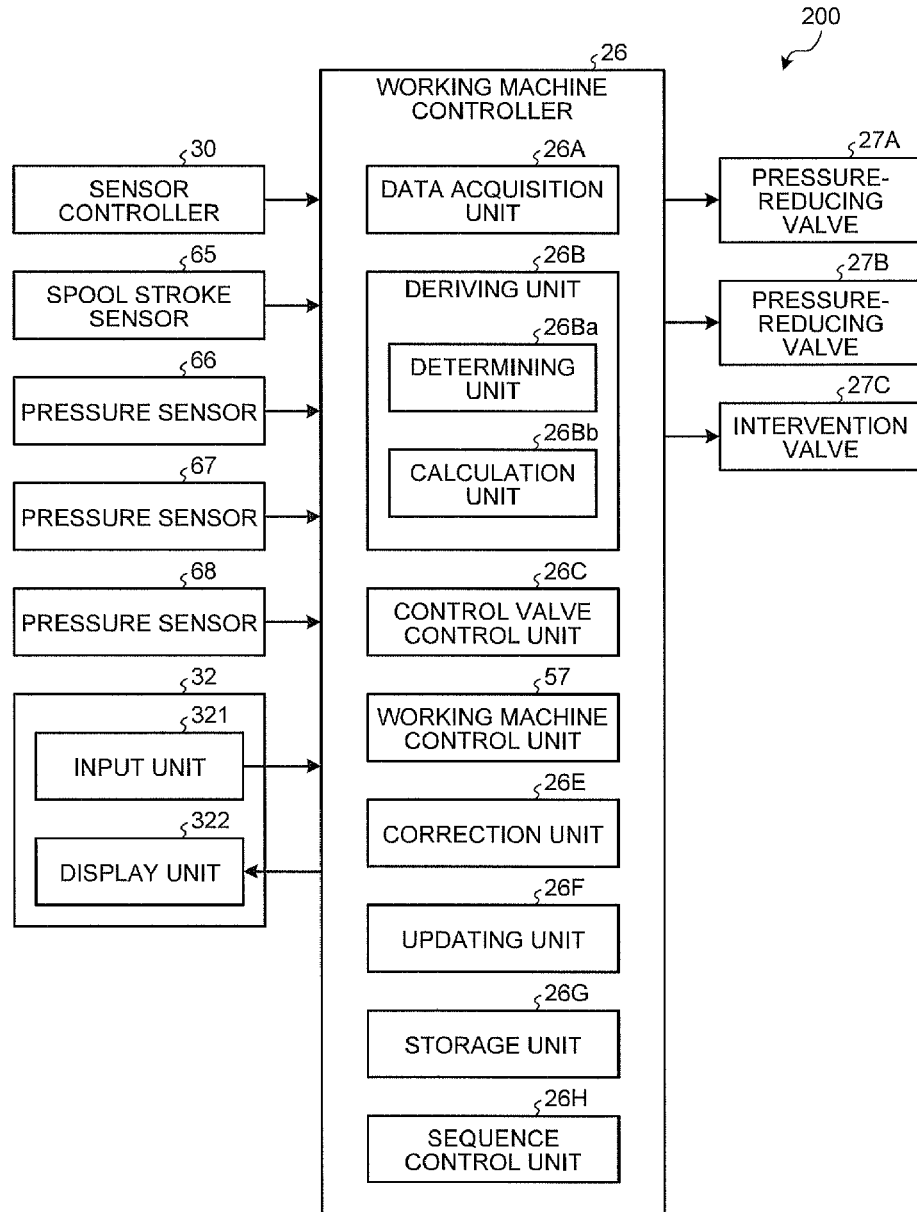 200
26
WORKING MACHINE
CONTROLLER
30
SENSOR
CONTROLLER
65
SPOOL STROKE
SENSOR
66
PRESSURE SENSOR
67
PRESSURE SENSOR
68
PRESSURE SENSOR
32
321
INPUT UNIT
322
DISPLAY UNIT
26A
DATA ACQUISITION
UNIT
26B
DERIVING UNIT
26Ba
DETERMINING
UNIT
26Bb
CALCULATION
UNIT
26C
CONTROL VALVE
CONTROL UNIT
57
WORKING MACHINE
CONTROL UNIT
26E
CORRECTION UNIT
26F
UPDATING UNIT
26G
STORAGE UNIT
26H
SEQUENCE
CONTROL UNIT
27A
PRESSURE-
REDUCING
VALVE
27B
PRESSURE-
REDUCING
VALVE
27C
INTERVENTION
VALVE